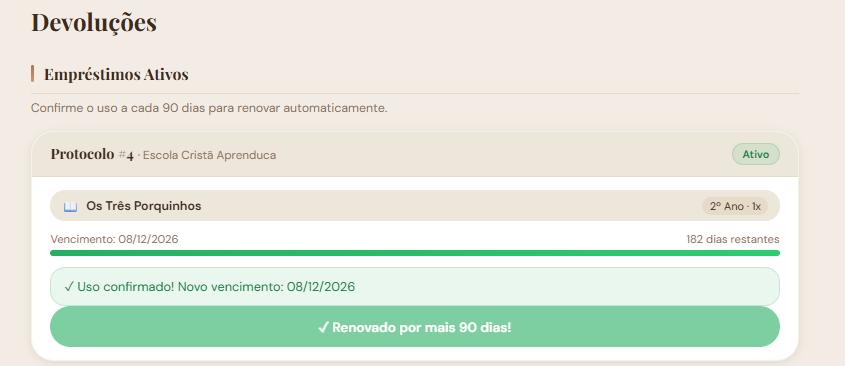 Devoluções
Empréstimos Ativos
Confirme o uso a cada 90 dias para renovar automaticamente.
Protocolo #4 · Escola Cristã Aprenduca
Ativo
Os Três Porquinhos
2º Ano · 1x
Vencimento: 08/12/2026
182 dias restantes
✓ Uso confirmado! Novo vencimento: 08/12/2026
✓ Renovado por mais 90 dias!